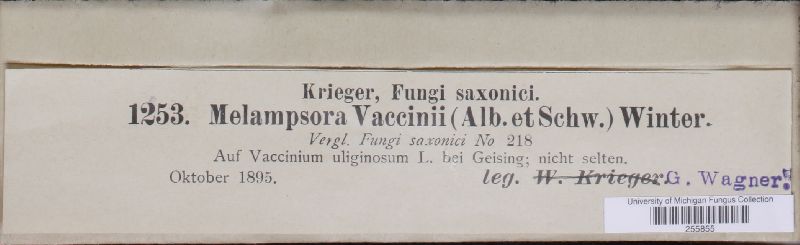 Krieger, Fungi saxonici.
1253. Melampsora Vaccinii (Alb. et Schw.) Winter.
Vergl. Fungi saxonici No 218
Auf Vaccinium uliginosum L. bei Geising; nicht selten.
Oktober 1895. leg. W. Krieger. G. Wagner!
University of Michigan Fungus Collection
255855